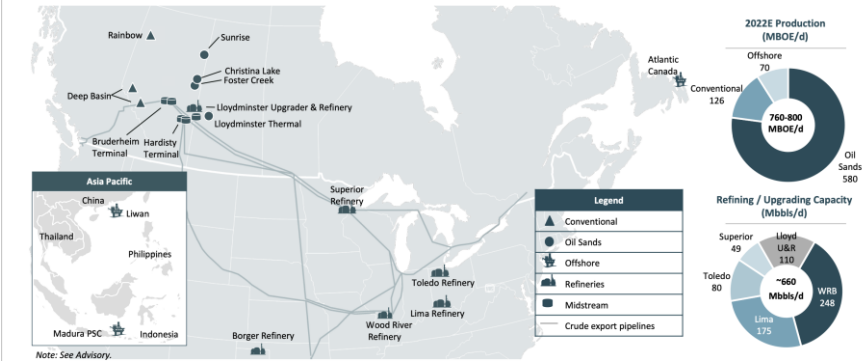 Rainbow
Sunrise
Christina Lake
Foster Creek
Deep Basin
Lloydminster Upgrader & Refinery
Lloydminster Thermal
Bruderheim
Terminal
Hardisty
Terminal
Atlantic
Canada
Superior
Refinery
Toledo Refinery
Lima Refinery
Wood River
Refinery
Borger Refinery
Asia Pacific
China
Liwan
Thailand
Philippines
Madura PSC
Indonesia
Note: See Advisory.
Legend
Conventional
Oil Sands
Offshore
Refineries
Midstream
Crude export pipelines
2022E Production
(MBOE/d)
Offshore
70
Conventional
126
760-800
MBOE/d
Oil
Sands
580
Refining / Upgrading Capacity
(Mbbls/d)
Superior
49
Lloyd
U&R
110
Toledo
80
~660
Mbbls/d
WRB
248
Lima
175